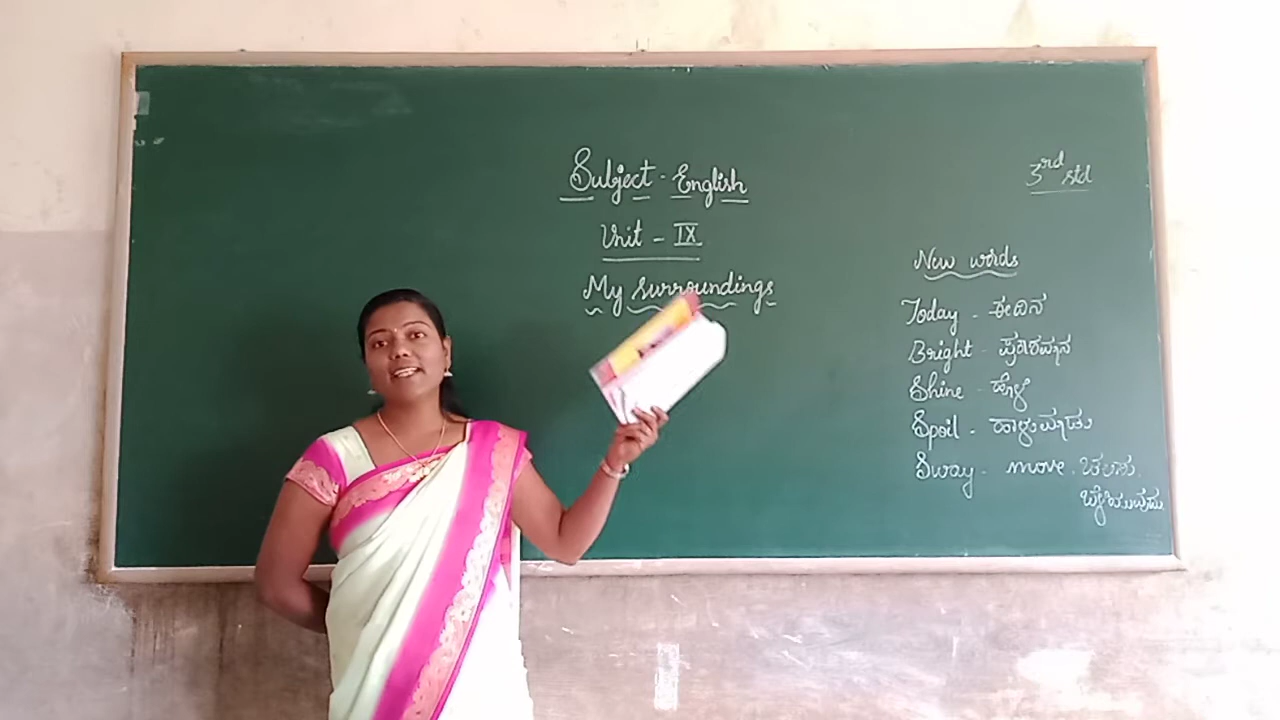 Subject - English
Unit - IX
My surroundings
3rd std
New words
Today - ಈದಿನ
Bright - ಪ್ರಕಾಶಮಾನ
Shine - ಹೊಳೆ
Spoil - ಹಾಳುಮಾಡು
Sway - move. ಚಲಿಸು.